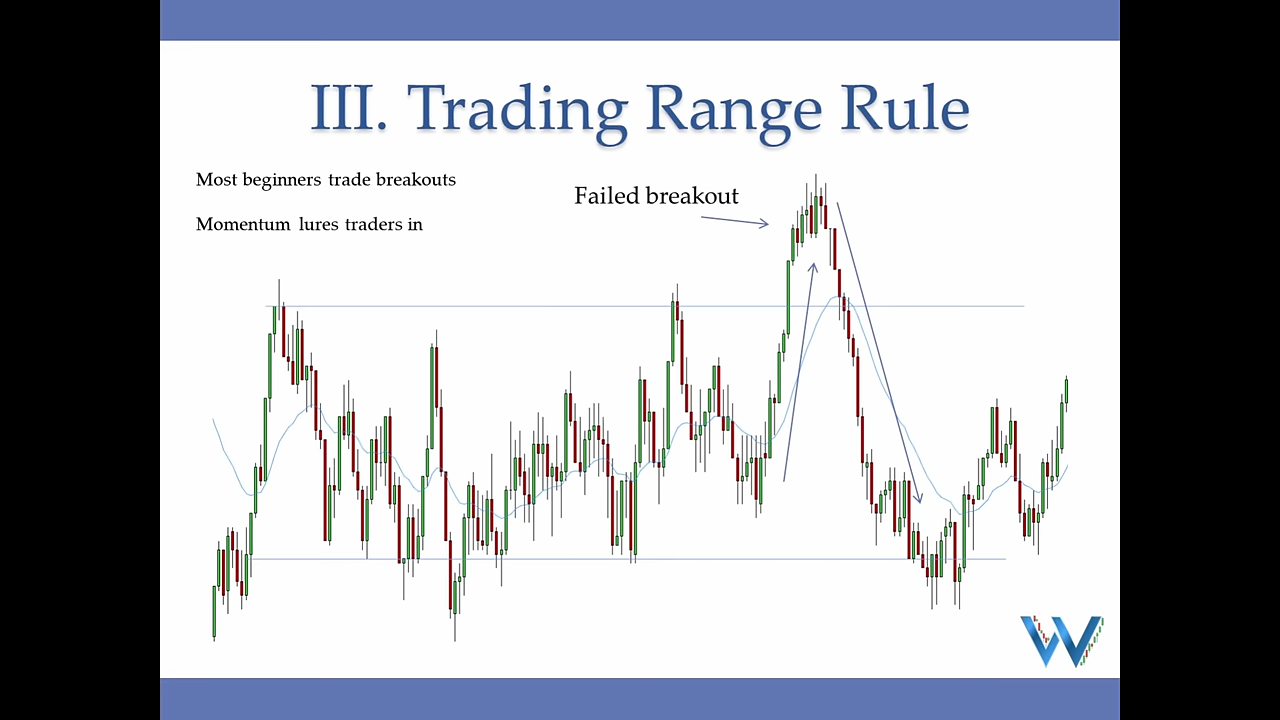 III. Trading Range Rule
Most beginners trade breakouts
Failed breakout
Momentum lures traders in
W